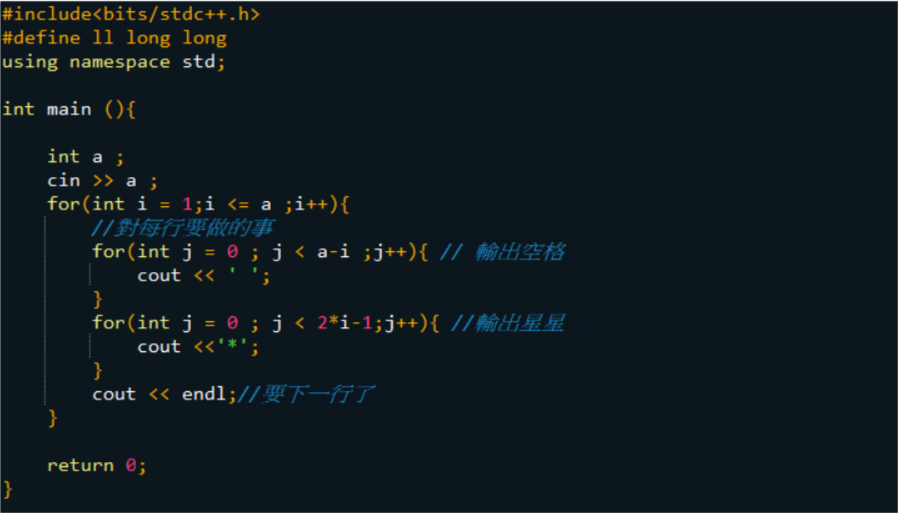 #include<bits/stdc++.h>
#define ll long long
using namespace std;
int main (){
int a ;
cin >> a ;
for(int i = 1;i <= a ;i++){
//對每行要做的事
for(int j = 0 ; j < a-i ;j++){ // 輸出空格
cout << ' ';
}
for(int j = 0 ; j < 2*i-1;j++){ //輸出星星
cout <<'*';
}
cout << endl;//要下一行了
}
return 0;
}